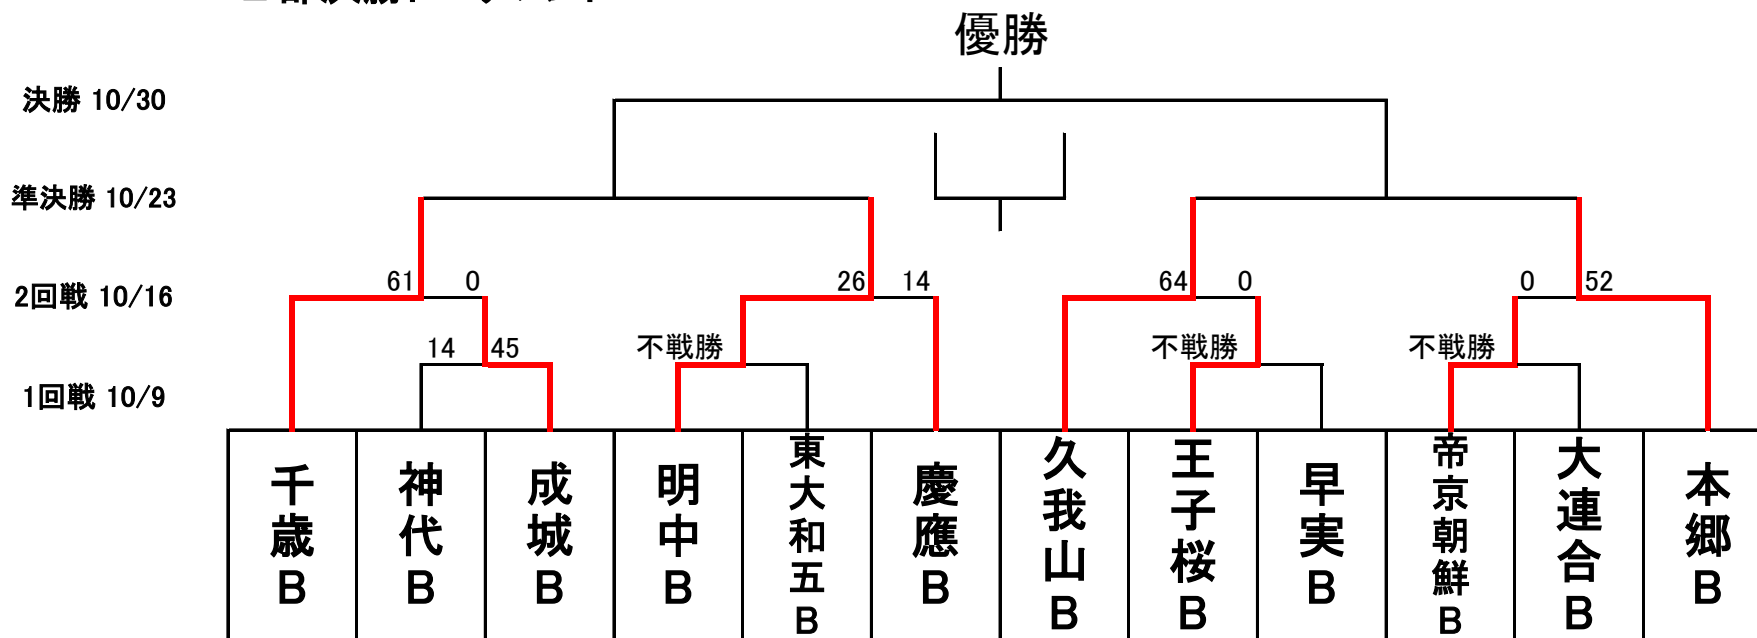 優勝
決勝 10/30
準決勝 10/23
61 0 26 14 64 0 0 52
2回戦 10/16
14 45 不戦勝 不戦勝 不戦勝
1回戦 10/9
千歳B
神代B
成城B
明中B
東大和五B
慶應B
久我山B
王子桜B
早実B
帝京朝鮮B
大連合B
本郷B